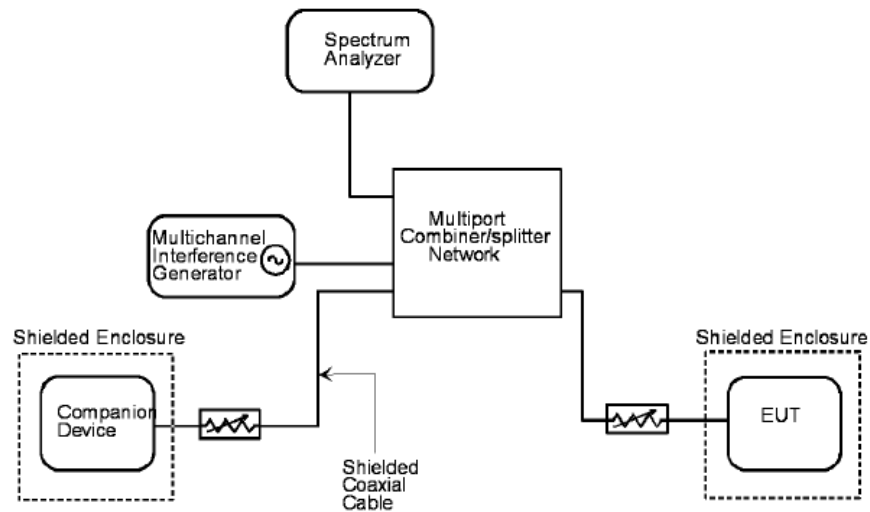 Spectrum
Analyzer
Multiport
Combiner/splitter
Network
Multichannel
Interference
Generator
Shielded Enclosure
Companion
Device
Shielded
Coaxial
Cable
Shielded Enclosure
EUT